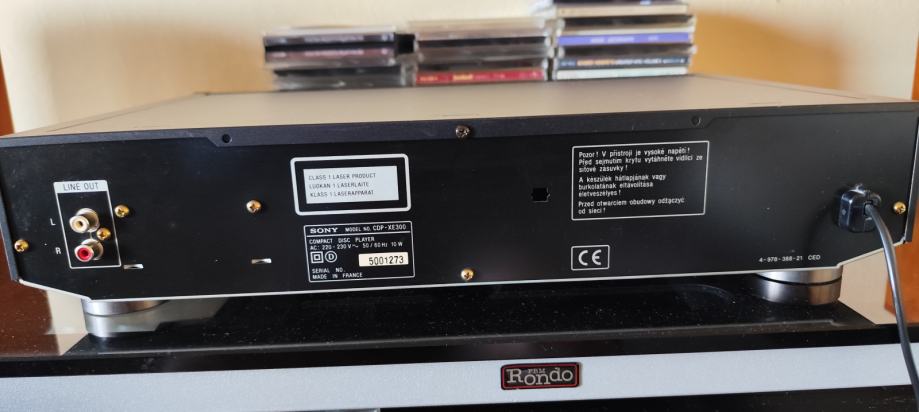 LINE OUT
L
R
CLASS 1 LASER PRODUCT
LUOKAN 1 LASERLAITE
KLASS 1 LASERAPPARAT
SONY MODEL NO. CDP-XE300
COMPACT DISC PLAYER
AC: 220 - 230 V~ 50 / 60 Hz 10 W
D
5001273
SERIAL NO.
MADE IN FRANCE
Pozor! V přístroji je vysoké napětí!
Před sejmutím krytu vytáhněte vidlici ze
síťové zásuvky!
A készülék hátlapjának vagy
burkolatának eltávolítása
életveszélyes!
Przed otwarciem obudowy odłączyć
od sieci!
CE
4-978-388-21 CED
FBM
Rondo